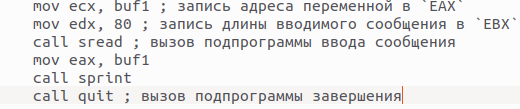 mov ecx, buf1 ; запись адреса переменной в `EAX`
mov edx, 80 ; запись длины вводимого сообщения в `EBX`
call sread ; вызов подпрограммы ввода сообщения
mov eax, buf1
call sprint
call quit ; вызов подпрограммы завершения